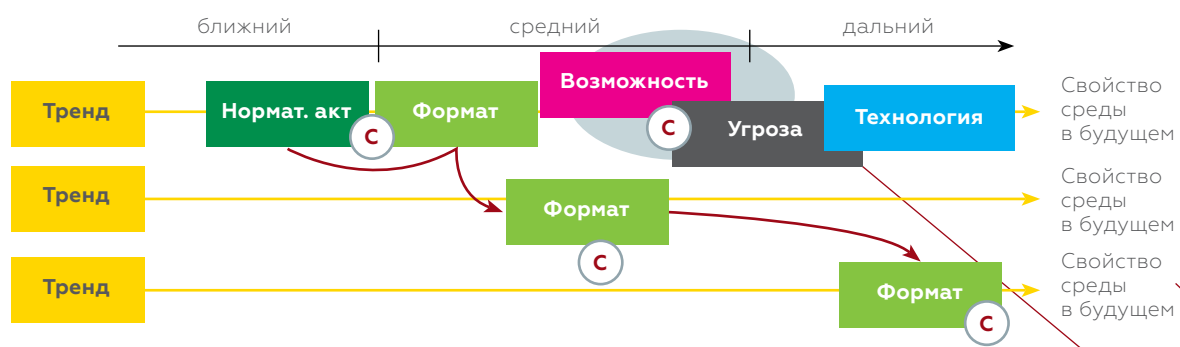 ближний средний дальний
Тренд Нормат. акт С Формат Возможность С Угроза Технология
Свойство
среды
в будущем
Тренд Формат С
Свойство
среды
в будущем
Тренд Формат С
Свойство
среды
в будущем